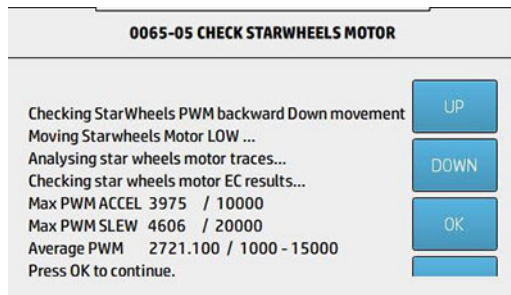 0065-05 CHECK STARWHEELS MOTOR
Checking StarWheels PWM backward Down movement
Moving Starwheels Motor LOW ...
Analysing star wheels motor traces...
Checking star wheels motor EC results...
Max PWM ACCEL 3975 / 10000
Max PWM SLEW 4606 / 20000
Average PWM 2721.100 / 1000 - 15000
Press OK to continue.
UP
DOWN
OK